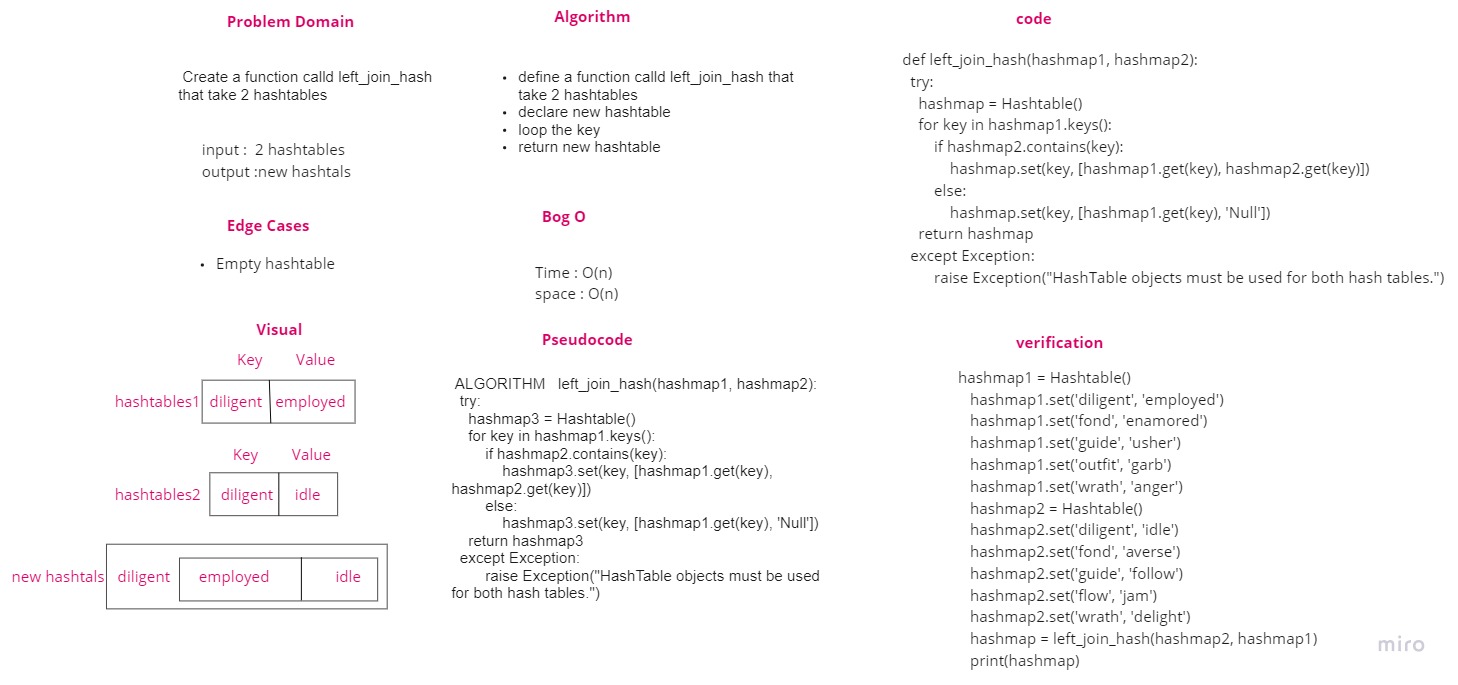 Problem Domain
Create a function calld left_join_hash
that take 2 hashtables
input :  2 hashtables
output :new hashtals
Edge Cases
• Empty hashtable
Visual
Key Value
hashtables1 diligent employed
Key Value
hashtables2 diligent idle
new hashtals diligent employed idle
Algorithm
• define a function calld left_join_hash that
take 2 hashtables
• declare new hashtable
• loop the key
• return new hashtable
Bog O
Time : O(n)
space : O(n)
Pseudocode
ALGORITHM   left_join_hash(hashmap1, hashmap2):
try:
hashmap3 = Hashtable()
for key in hashmap1.keys():
if hashmap2.contains(key):
hashmap3.set(key, [hashmap1.get(key),
hashmap2.get(key)])
else:
hashmap3.set(key, [hashmap1.get(key), 'Null'])
return hashmap3
except Exception:
raise Exception("HashTable objects must be used
for both hash tables.")
code
def left_join_hash(hashmap1, hashmap2):
try:
hashmap = Hashtable()
for key in hashmap1.keys():
if hashmap2.contains(key):
hashmap.set(key, [hashmap1.get(key), hashmap2.get(key)])
else:
hashmap.set(key, [hashmap1.get(key), 'Null'])
return hashmap
except Exception:
raise Exception("HashTable objects must be used for both hash tables.")
verification
hashmap1 = Hashtable()
hashmap1.set('diligent', 'employed')
hashmap1.set('fond', 'enamored')
hashmap1.set('guide', 'usher')
hashmap1.set('outfit', 'garb')
hashmap1.set('wrath', 'anger')
hashmap2 = Hashtable()
hashmap2.set('diligent', 'idle')
hashmap2.set('fond', 'averse')
hashmap2.set('guide', 'follow')
hashmap2.set('flow', 'jam')
hashmap2.set('wrath', 'delight')
hashmap = left_join_hash(hashmap2, hashmap1)
print(hashmap)
miro